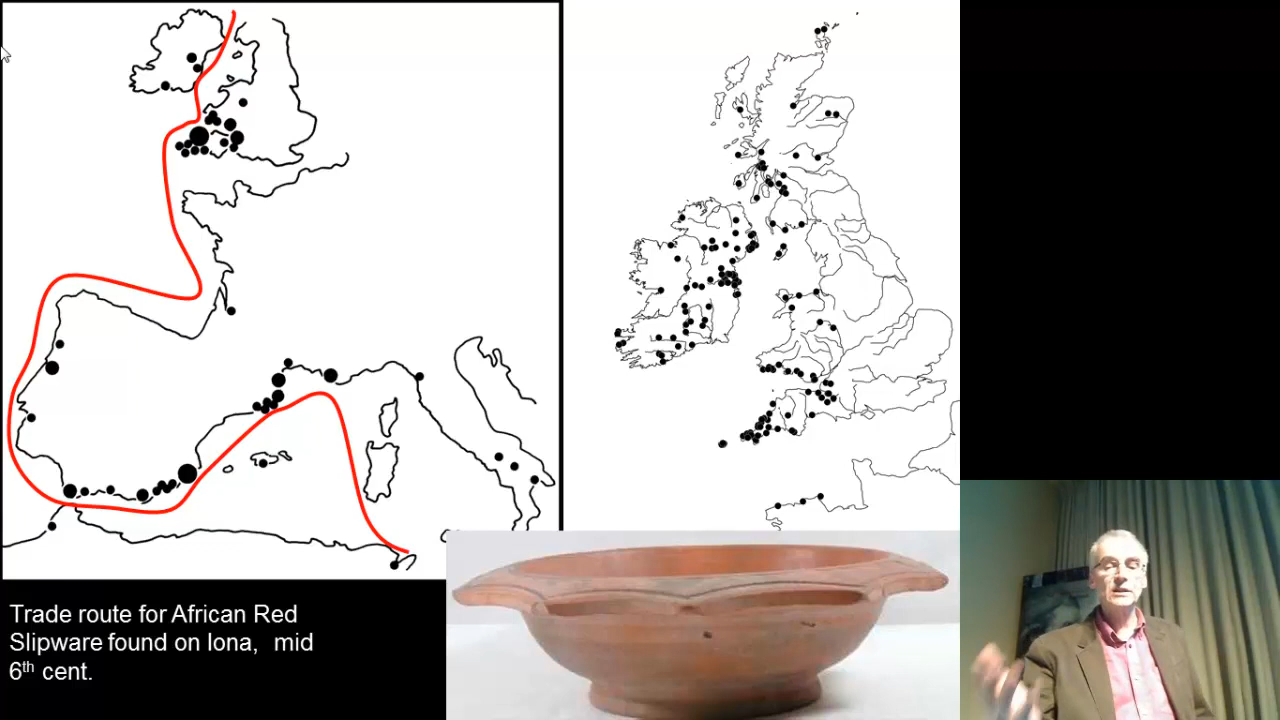 Trade route for African Red
Slipware found on Iona, mid
6th cent.